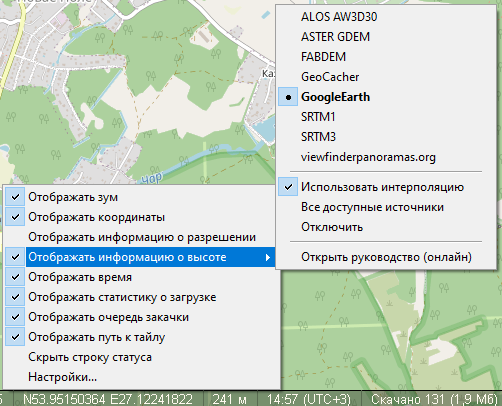 ALOS AW3D30
ASTER GDEM
FABDEM
GeoCacher
GoogleEarth
SRTM1
SRTM3
viewfinderpanoramas.org
Использовать интерполяцию
Все доступные источники
Отключить
Открыть руководство (онлайн)
Чар
Отображать зум
Отображать координаты
Отображать информацию о разрешении
Отображать информацию о высоте
Отображать время
Отображать статистику о загрузке
Отображать очередь закачки
Отображать путь к тайлу
Скрыть строку статуса
Настройки...
N53.95150364 E27.12241822 241 м 14:57 (UTC+3) Скачано 131 (1,9 Мб)